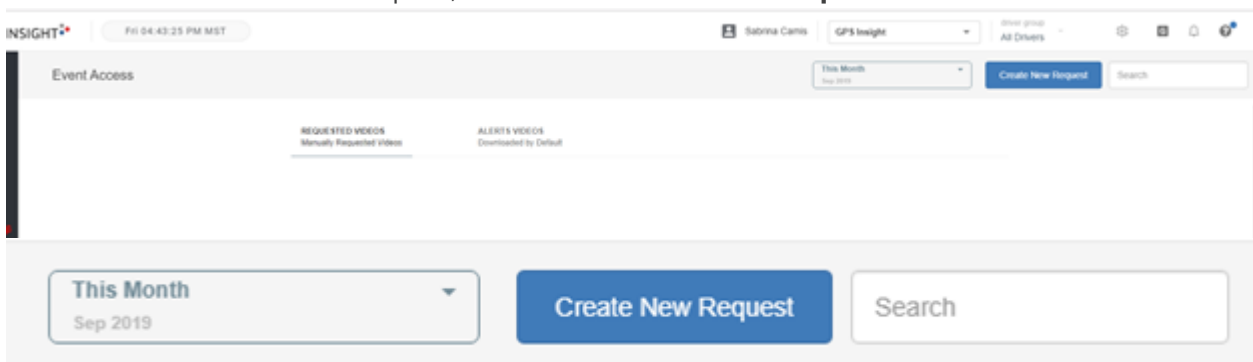 INSIGHT
Fri 04:43:25 PM MST
Sabrina Camis
GPS Insight
driver group
All Drivers
Event Access
This Month
Sep 2019
Create New Request
Search
REQUESTED VIDEOS
Manually Requested Videos
ALERTS VIDEOS
Downloaded by Default
This Month
Sep 2019
Create New Request
Search